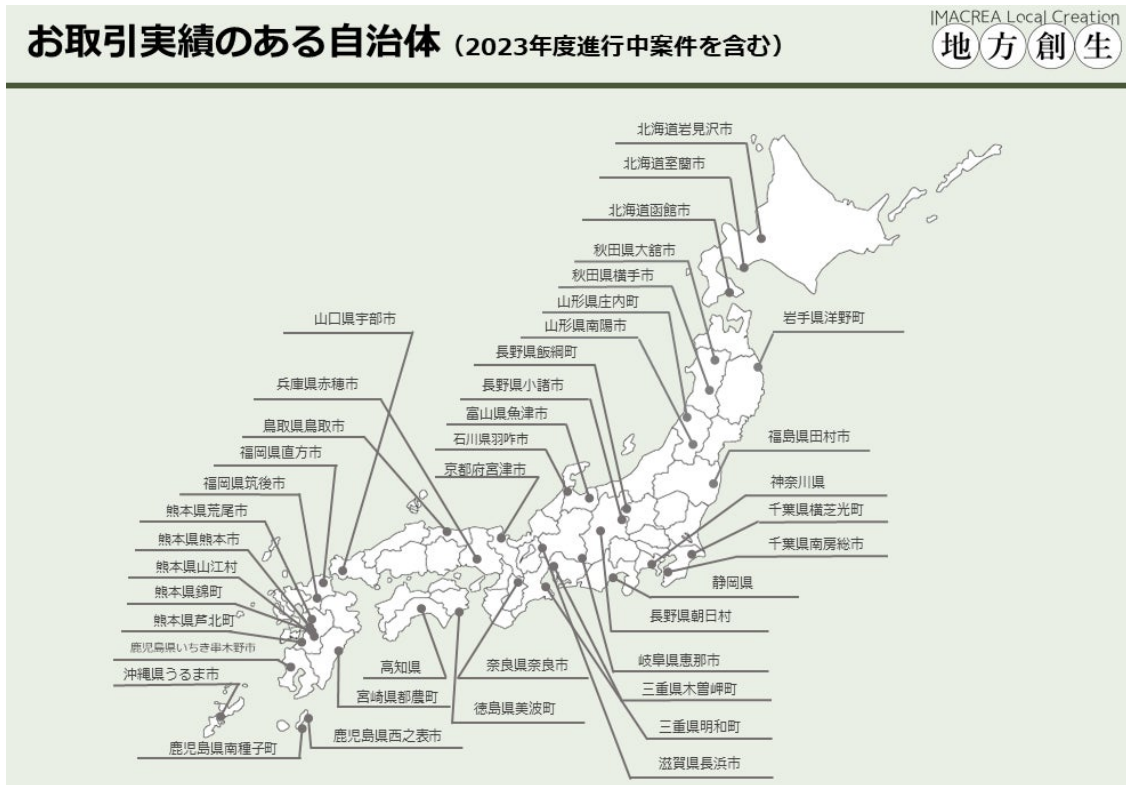 お取引実績のある自治体（2023年度進行中案件を含む）
IMACREA Local Creation
地方創生
北海道岩見沢市
北海道室蘭市
北海道函館市
秋田県大舘市
秋田県横手市
山形県庄内町
山形県南陽市
長野県飯綱町
長野県小諸市
富山県魚津市
石川県羽咋市
京都府宮津市
山口県宇部市
兵庫県赤穂市
鳥取県鳥取市
福岡県直方市
福岡県筑後市
熊本県荒尾市
熊本県熊本市
熊本県山江村
熊本県錦町
熊本県芦北町
鹿児島県いちき串木野市
沖縄県うるま市
鹿児島県南種子町
鹿児島県西之表市
宮崎県都農町
高知県
徳島県美波町
奈良県奈良市
岩手県洋野町
福島県田村市
神奈川県
千葉県横芝光町
千葉県南房総市
静岡県
長野県朝日村
岐阜県恵那市
三重県木曽岬町
三重県明和町
滋賀県長浜市